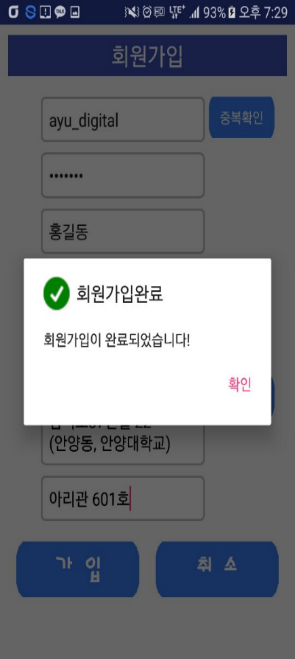 93% 오후 7:29
회원가입
ayu_digital
중복확인
•••••••
홍길동
회원가입완료
회원가입이 완료되었습니다!
확인
(안양동, 안양대학교)
아리관 601호
가 입
취 소